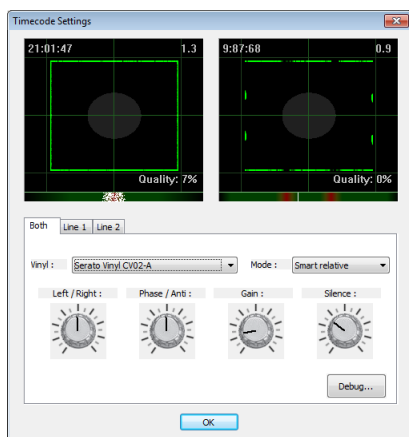 Timecode Settings
21:01:47 1.3
9:87:68 0.9
Quality: 7%
Quality: 0%
Both Line 1 Line 2
Vinyl : Serato Vinyl CV02-A Mode : Smart relative
Left / Right : Phase / Anti : Gain : Silence :
Debug...
OK